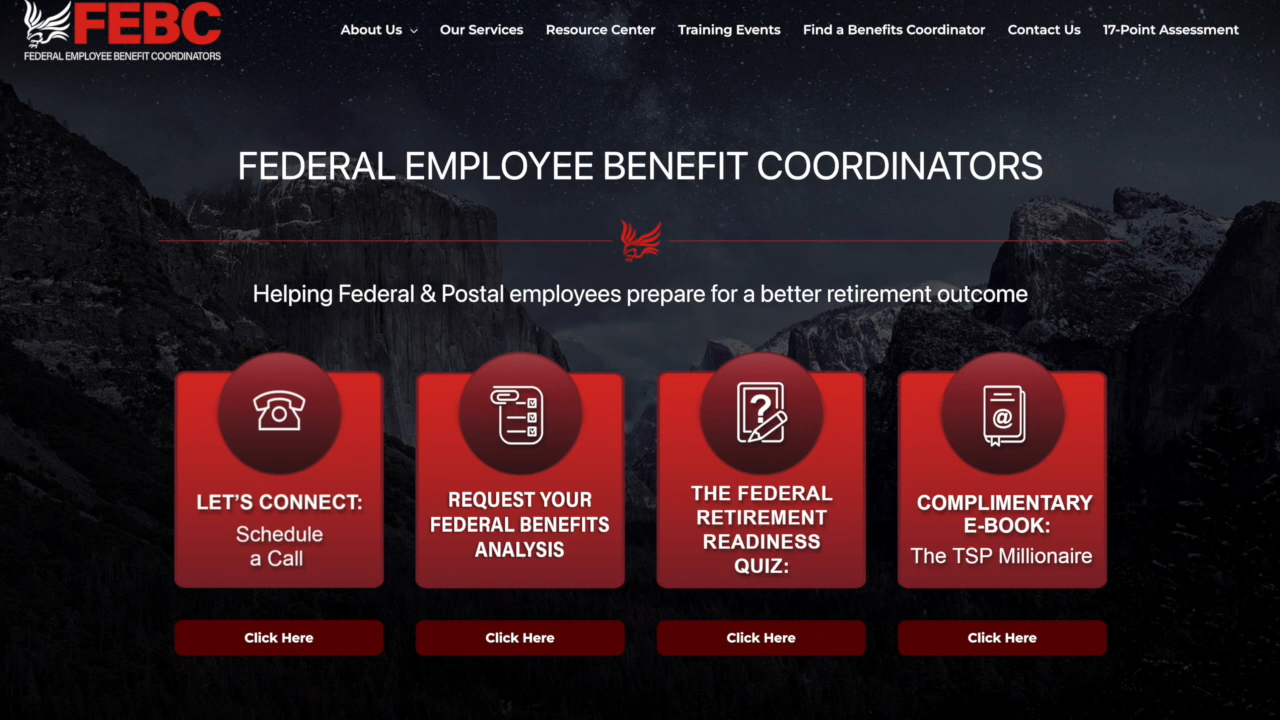 FEBC
FEDERAL EMPLOYEE BENEFIT COORDINATORS
About Us
Our Services
Resource Center
Training Events
Find a Benefits Coordinator
Contact Us
17-Point Assessment
FEDERAL EMPLOYEE BENEFIT COORDINATORS
Helping Federal & Postal employees prepare for a better retirement outcome
LET'S CONNECT:
Schedule
a Call
Click Here
REQUEST YOUR
FEDERAL BENEFITS
ANALYSIS
Click Here
?
THE FEDERAL
RETIREMENT
READINESS
QUIZ:
Click Here
@
COMPLIMENTARY
E-BOOK:
The TSP Millionaire
Click Here